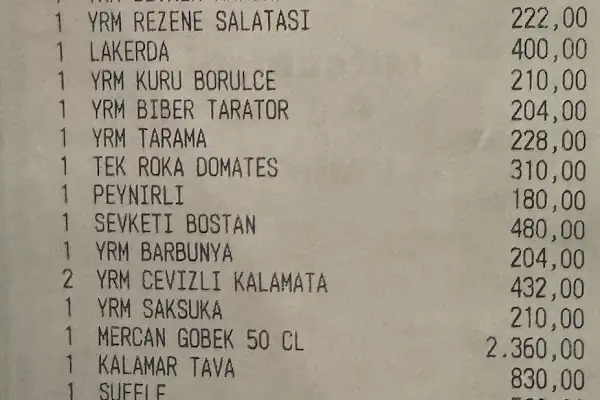 1 YRM REZENE SALATASI 222,00
1 LAKERDA 400,00
1 YRM KURU BORULCE 210,00
1 YRM BIBER TARATOR 204,00
1 YRM TARAMA 228,00
1 TEK ROKA DOMATES 310,00
1 PEYNIRLI 180,00
1 SEVKETI BOSTAN 480,00
1 YRM BARBUNYA 204,00
2 YRM CEVIZLI KALAMATA 432,00
1 YRM SAKSUKA 210,00
1 MERCAN GOBEK 50 CL 2.360,00
1 KALAMAR TAVA 830,00
1 SUFFLE